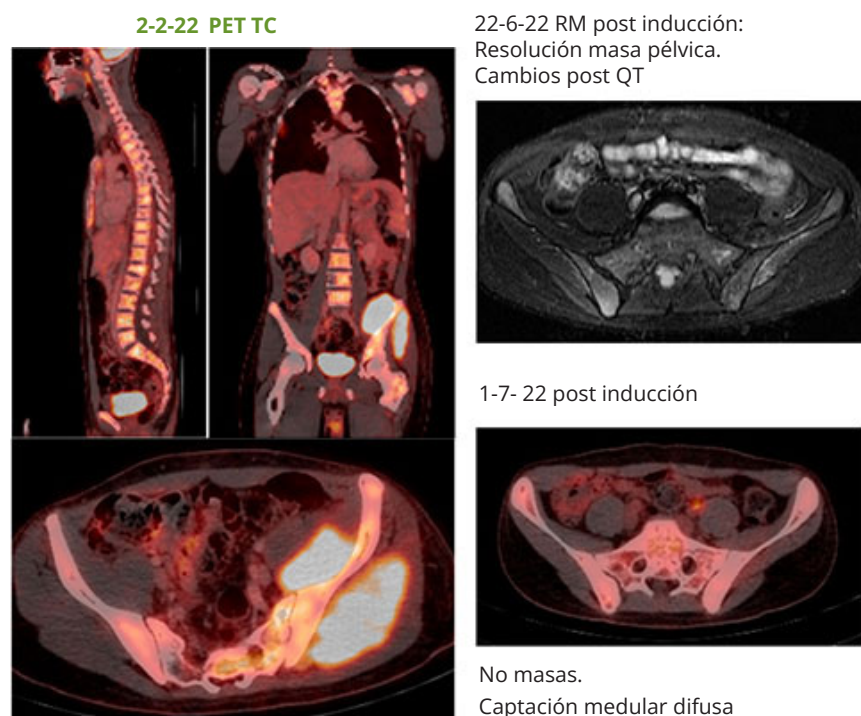 2-2-22 PET TC
22-6-22 RM post inducción:
Resolución masa pélvica.
Cambios post QT
1-7- 22 post inducción
No masas.
Captación medular difusa